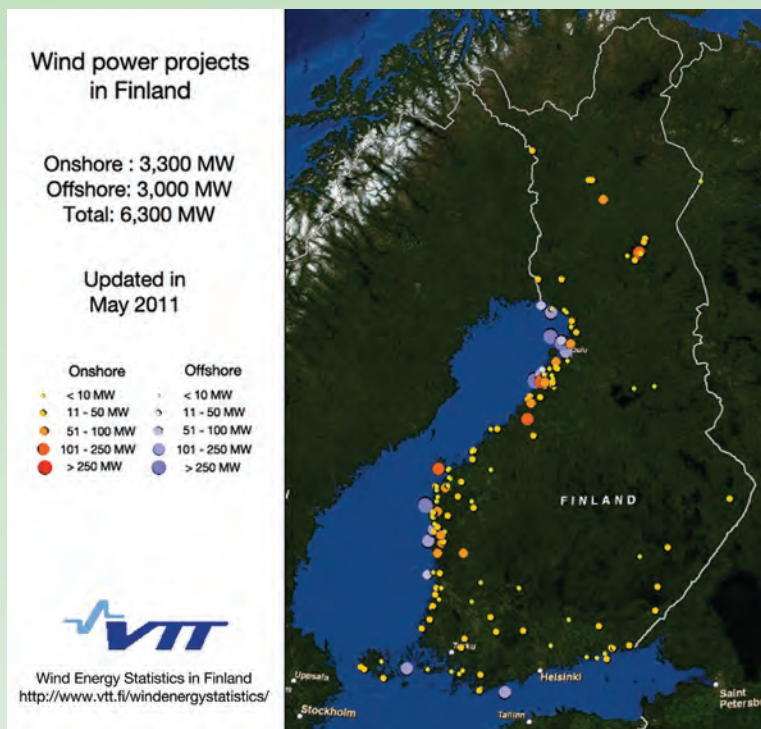 Wind power projects
in Finland
Onshore : 3,300 MW
Offshore: 3,000 MW
Total: 6,300 MW
Updated in
May 2011
Onshore Offshore
< 10 MW < 10 MW
11 - 50 MW 11 - 50 MW
51 - 100 MW 51 - 100 MW
101 - 250 MW 101 - 250 MW
> 250 MW > 250 MW
VTT
Wind Energy Statistics in Finland
http://www.vtt.fi/windenergystatistics/
FINLAND
Turku
Helsinki
Uppsala
Stockholm
Tallinn
Saint
Petersbu